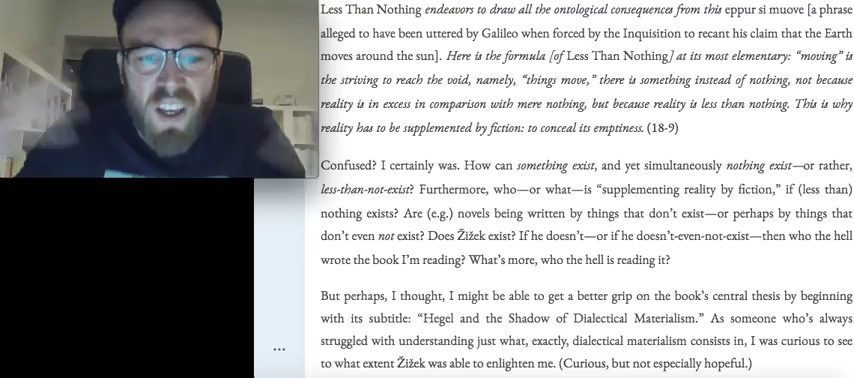 Less Than Nothing endeavors to draw all the ontological consequences from this eppur si muove [a phrase
alleged to have been uttered by Galileo when forced by the Inquisition to recant his claim that the Earth
moves around the sun]. Here is the formula [of Less Than Nothing] at its most elementary: “moving” is
the striving to reach the void, namely, “things move,” there is something instead of nothing, not because
reality is in excess in comparison with mere nothing, but because reality is less than nothing. This is why
reality has to be supplemented by fiction: to conceal its emptiness. (18-9)
Confused? I certainly was. How can something exist, and yet simultaneously nothing exist—or rather,
less-than-not-exist? Furthermore, who—or what—is “supplementing reality by fiction,” if (less than)
nothing exists? Are (e.g.) novels being written by things that don’t exist—or perhaps by things that
don’t even not exist? Does Žižek exist? If he doesn’t—or if he doesn’t-even-not-exist—then who the hell
wrote the book I’m reading? What’s more, who the hell is reading it?
But perhaps, I thought, I might be able to get a better grip on the book’s central thesis by beginning
with its subtitle: “Hegel and the Shadow of Dialectical Materialism.” As someone who’s always
struggled with understanding just what, exactly, dialectical materialism consists in, I was curious to see
to what extent Žižek was able to enlighten me. (Curious, but not especially hopeful.)